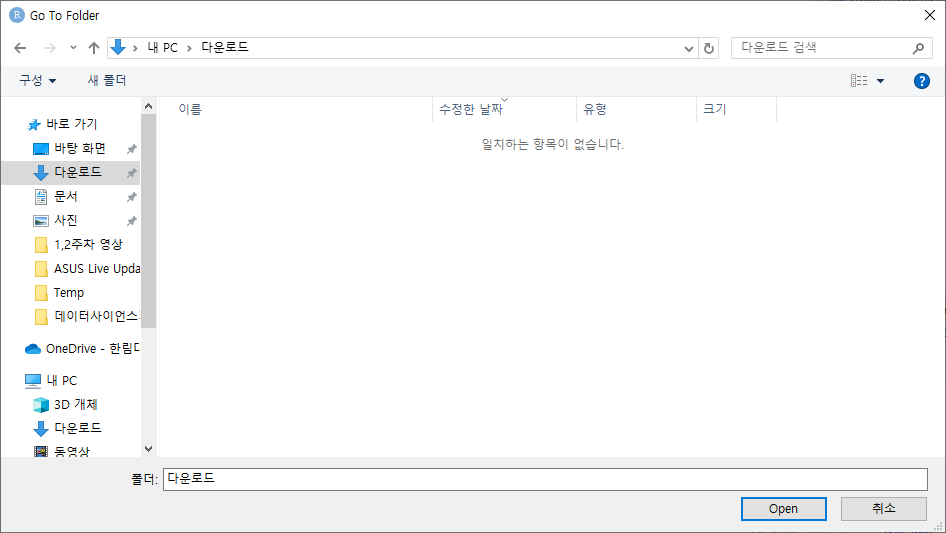 R Go To Folder
내 PC 다운로드
다운로드 검색
구성 새 폴더
이름 수정한 날짜 유형 크기
일치하는 항목이 없습니다.
바로 가기
바탕 화면
다운로드
문서
사진
1,2주차 영상
ASUS Live Upda
Temp
데이터사이언스
OneDrive - 한림대
내 PC
3D 개체
다운로드
동영상
폴더: 다운로드
Open 취소